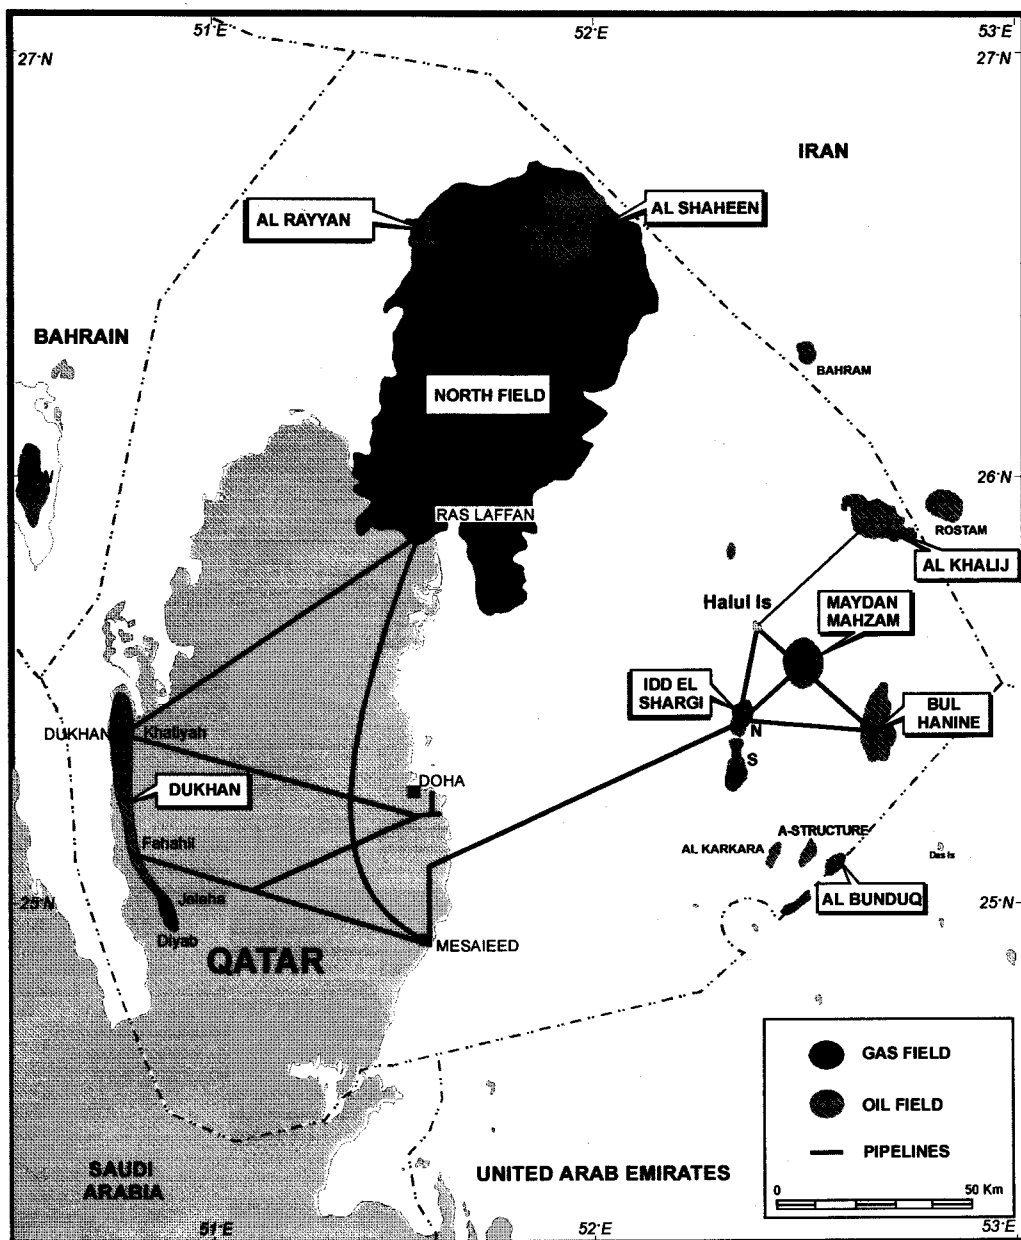 51°E
52°E
53°E
27°N
27°N
IRAN
AL RAYYAN
AL SHAHEEN
BAHRAIN
BAHRAM
NORTH FIELD
26°N
RAS LAFFAN
ROSTAM
AL KHALIJ
Halul Is
MAYDAN
MAHZAM
IDD EL
SHARGI
BUL
HANINE
N
S
DUKHAN
Khatiyah
DOHA
DUKHAN
Fahahil
A-STRUCTURE
AL KARKARA
Das Is
Jaleha
25°N
AL BUNDUQ
25°N
Diyab
MESAIEED
QATAR
GAS FIELD
OIL FIELD
PIPELINES
SAUDI
ARABIA
UNITED ARAB EMIRATES
0
50 Km
51°E
52°E
53°E